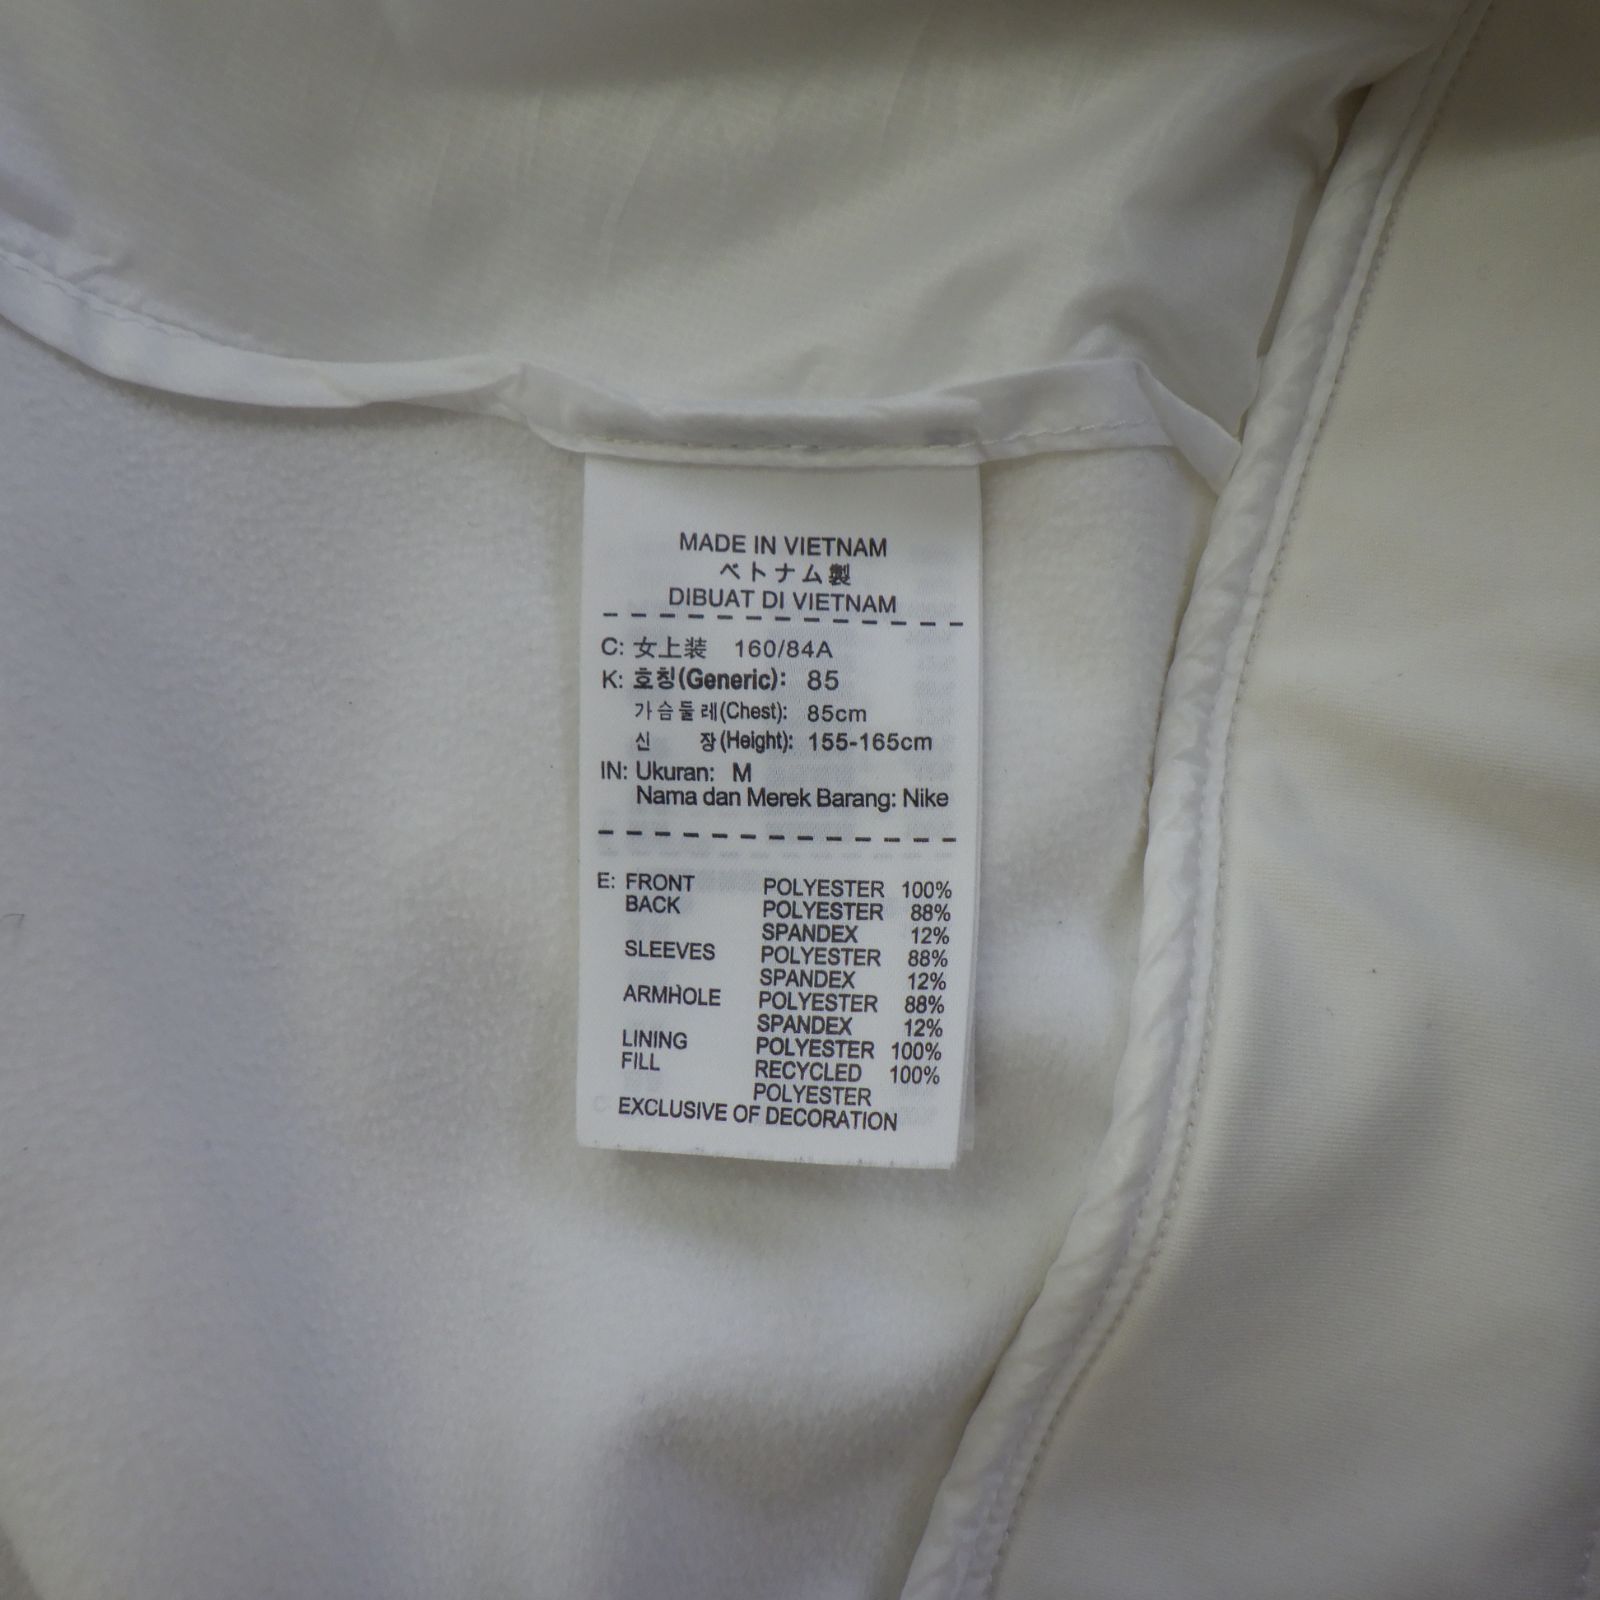 MADE IN VIETNAM
ベトナム製
DIBUAT DI VIETNAM
C: 女上装 160/84A
K: 호칭(Generic): 85
가슴둘레(Chest): 85cm
신 장(Height): 155-165cm
IN: Ukuran: M
Nama dan Merek Barang: Nike
E: FRONT POLYESTER 100%
BACK POLYESTER 88%
SPANDEX 12%
SLEEVES POLYESTER 88%
SPANDEX 12%
ARMHOLE POLYESTER 88%
SPANDEX 12%
LINING POLYESTER 100%
FILL RECYCLED 100%
POLYESTER
EXCLUSIVE OF DECORATION